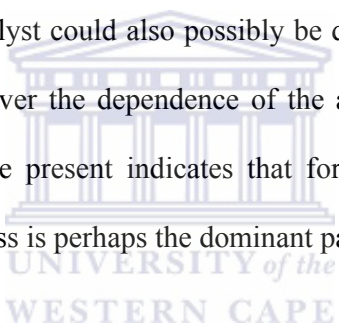 lyst could also possibly be
ver the dependence of the a
e present indicates that for
ss is perhaps the dominant pa
UNIVERSITY of the
WESTERN CAPE